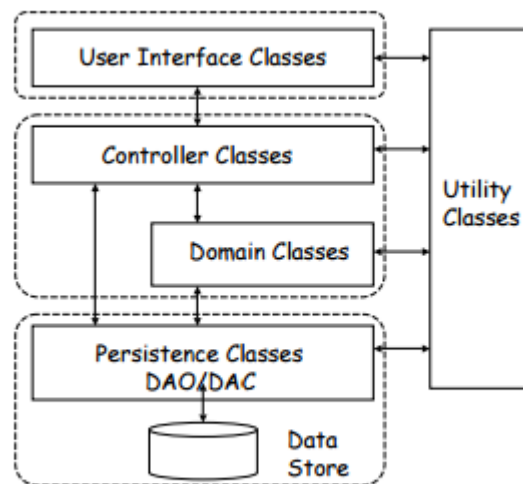 User Interface Classes
Controller Classes
Utility
Classes
Domain Classes
Persistence Classes
DAO/DAC
Data
Store